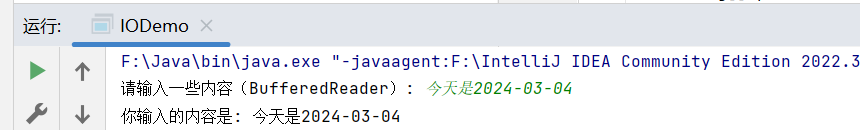 运行: IODemo
F:\Java\bin\java.exe "-javaagent:F:\IntelliJ IDEA Community Edition 2022.3
请输入一些内容（BufferedReader）: 今天是2024-03-04
你输入的内容是: 今天是2024-03-04